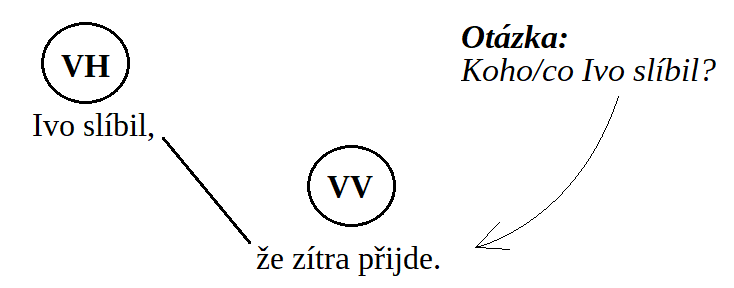 VH
Ivo slíbil,
Otázka:
Koho/co Ivo slíbil?
VV
že zítra přijde.